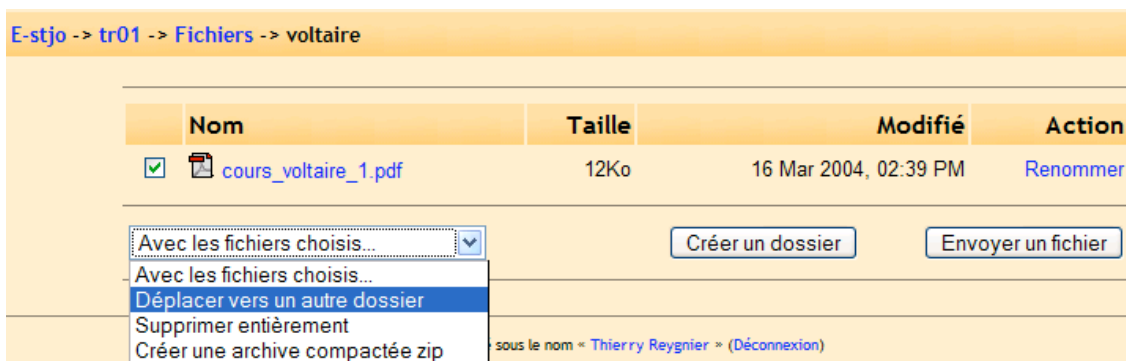 E-stjo -> tr01 -> Fichiers -> voltaire
Nom Taille Modifié Action
cours_voltaire_1.pdf 12Ko 16 Mar 2004, 02:39 PM Renommer
Avec les fichiers choisis... Créer un dossier Envoyer un fichier
Avec les fichiers choisis...
Déplacer vers un autre dossier
Supprimer entièrement
Créer une archive compactée zip sous le nom « Thierry Reygnier » (Déconnexion)